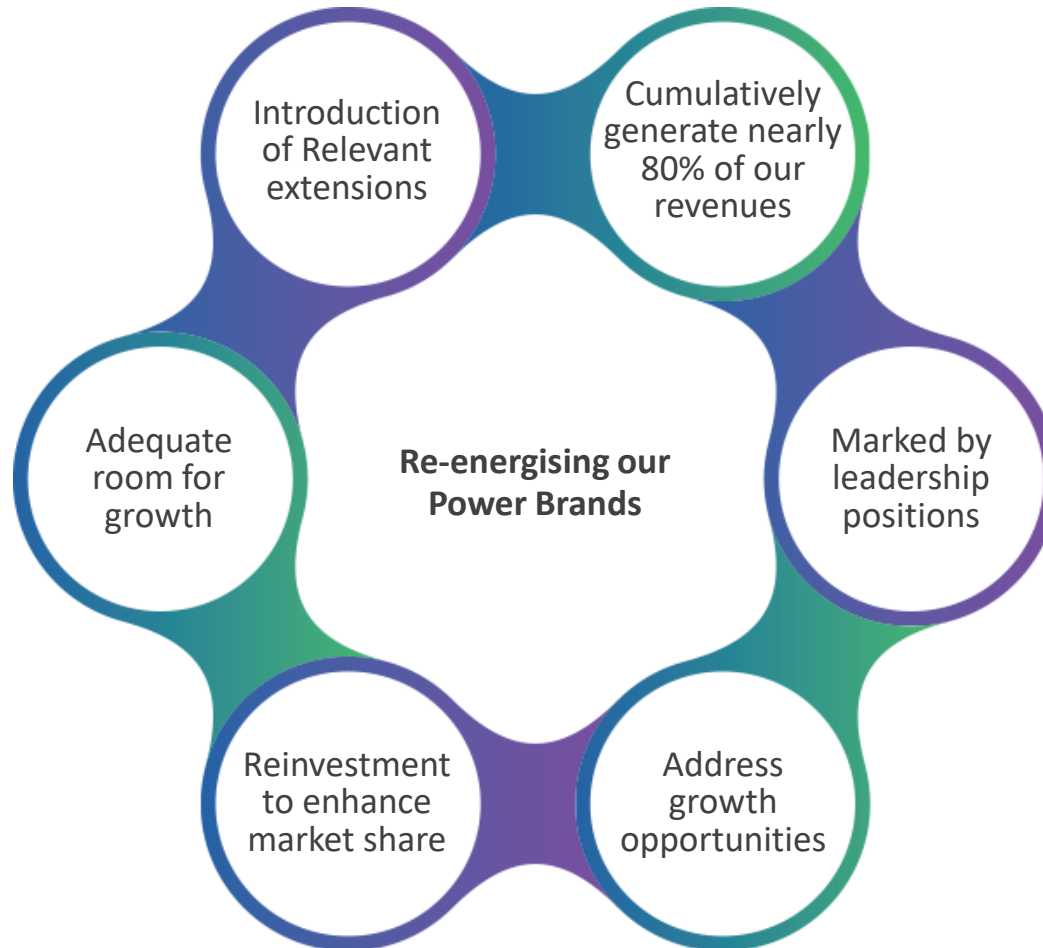 Introduction
of Relevant
extensions
Cumulatively
generate nearly
80% of our
revenues
Adequate
room for
growth
Re-energising our
Power Brands
Marked by
leadership
positions
Reinvestment
to enhance
market share
Address
growth
opportunities